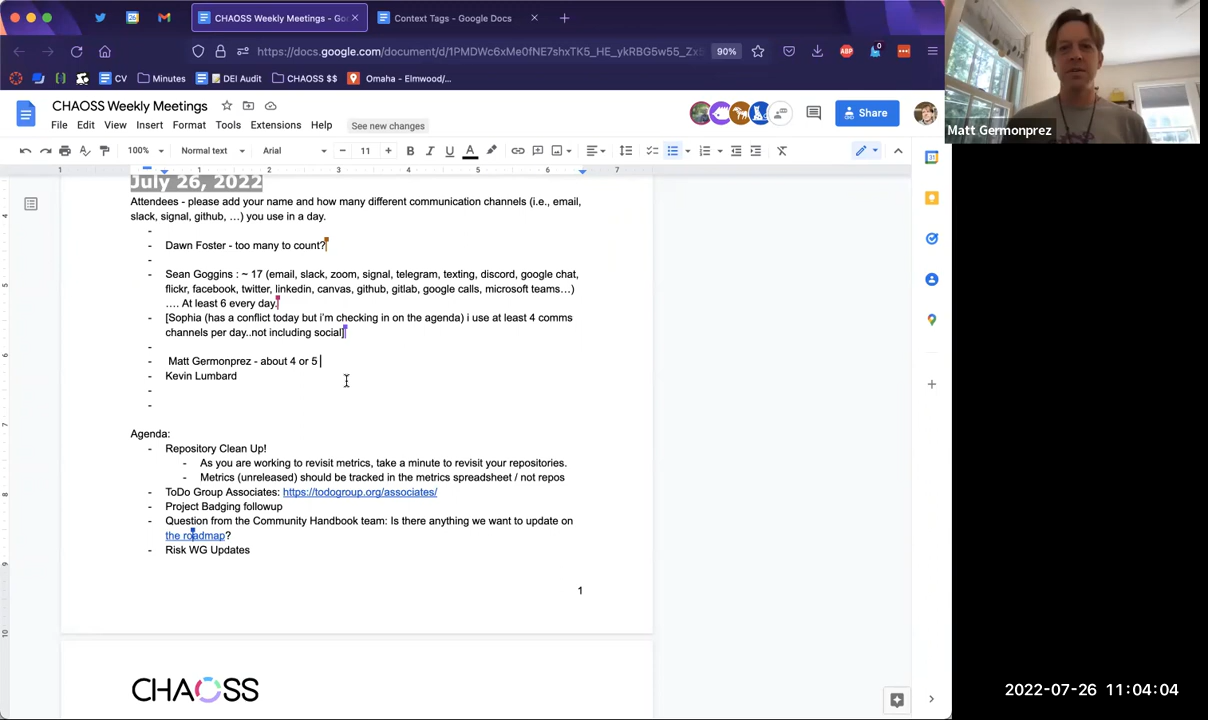 CHAOSS Weekly Meetings - Go
Context Tags - Google Docs
https://docs.google.com/document/d/1PMDWc6xMe0fNE7shxTK5_HE_ykRBG5w55_Zx
90%
ABP
0
CV
Minutes
DEI Audit
CHAOSS $$
Omaha - Elmwood/...
CHAOSS Weekly Meetings
File Edit View Insert Format Tools Extensions Help
See new changes
Share
Matt Germonprez
100%
Normal text
Arial
11
July 26, 2022
Attendees - please add your name and how many different communication channels (i.e., email,
slack, signal, github, …) you use in a day.
-
- Dawn Foster - too many to count?
-
- Sean Goggins : ~ 17 (email, slack, zoom, signal, telegram, texting, discord, google chat,
flickr, facebook, twitter, linkedin, canvas, github, gitlab, google calls, microsoft teams…)
…. At least 6 every day.
- [Sophia (has a conflict today but i'm checking in on the agenda) i use at least 4 comms
channels per day..not including social]
-
- Matt Germonprez - about 4 or 5
- Kevin Lumbard
-
-
Agenda:
- Repository Clean Up!
- As you are working to revisit metrics, take a minute to revisit your repositories.
- Metrics (unreleased) should be tracked in the metrics spreadsheet / not repos
- ToDo Group Associates: https://todogroup.org/associates/
- Project Badging followup
- Question from the Community Handbook team: Is there anything we want to update on
the roadmap?
- Risk WG Updates
1
CHAOSS
2022-07-26 11:04:04